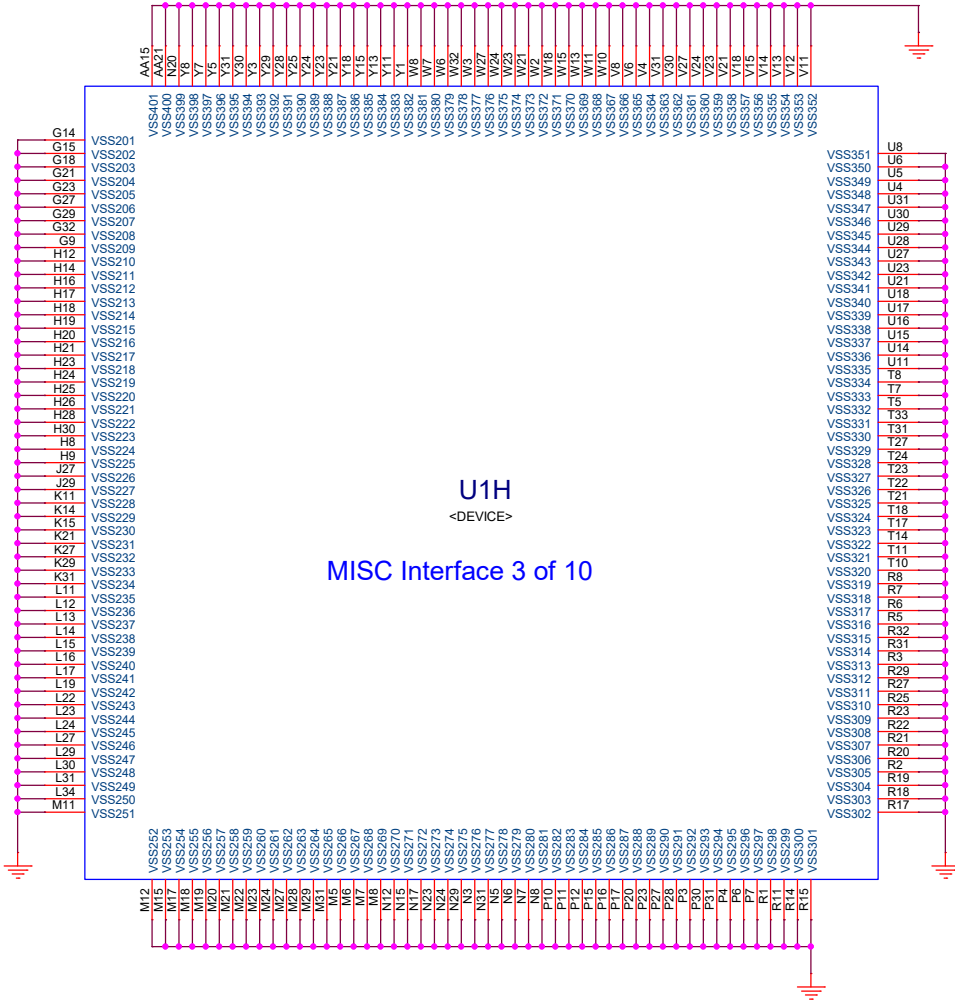 AA15 VSS401
AA21 VSS400
N20 VSS399
Y8 VSS398
Y7 VSS397
Y5 VSS396
Y31 VSS395
Y30 VSS394
Y3 VSS393
Y29 VSS392
Y28 VSS391
Y25 VSS390
Y24 VSS389
Y23 VSS388
Y21 VSS387
Y18 VSS386
Y15 VSS385
Y13 VSS384
Y11 VSS383
Y1 VSS382
W8 VSS381
W7 VSS380
W6 VSS379
W32 VSS378
W3 VSS377
W27 VSS376
W24 VSS375
W23 VSS374
W21 VSS373
W2 VSS372
W18 VSS371
W15 VSS370
W13 VSS369
W11 VSS368
W10 VSS367
V8 VSS366
V6 VSS365
V4 VSS364
V31 VSS363
V30 VSS362
V27 VSS361
V24 VSS360
V23 VSS359
V21 VSS358
V18 VSS357
V15 VSS356
V14 VSS355
V13 VSS354
V12 VSS353
V11 VSS352
G14 VSS201
G15 VSS202
G18 VSS203
G21 VSS204
G23 VSS205
G27 VSS206
G29 VSS207
G32 VSS208
G9 VSS209
H12 VSS210
H14 VSS211
H16 VSS212
H17 VSS213
H18 VSS214
H19 VSS215
H20 VSS216
H21 VSS217
H23 VSS218
H24 VSS219
H25 VSS220
H26 VSS221
H28 VSS222
H30 VSS223
H8 VSS224
H9 VSS225
J27 VSS226
J29 VSS227
K11 VSS228
K14 VSS229
K15 VSS230
K21 VSS231
K27 VSS232
K29 VSS233
K31 VSS234
L11 VSS235
L12 VSS236
L13 VSS237
L14 VSS238
L15 VSS239
L16 VSS240
L17 VSS241
L19 VSS242
L22 VSS243
L23 VSS244
L24 VSS245
L27 VSS246
L29 VSS247
L30 VSS248
L31 VSS249
L34 VSS250
M11 VSS251
U1H
<DEVICE>
MISC Interface 3 of 10
VSS351 U8
VSS350 U6
VSS349 U5
VSS348 U4
VSS347 U31
VSS346 U30
VSS345 U29
VSS344 U28
VSS343 U27
VSS342 U23
VSS341 U21
VSS340 U18
VSS339 U17
VSS338 U16
VSS337 U15
VSS336 U14
VSS335 U11
VSS334 T8
VSS333 T7
VSS332 T5
VSS331 T33
VSS330 T31
VSS329 T27
VSS328 T24
VSS327 T23
VSS326 T22
VSS325 T21
VSS324 T18
VSS323 T17
VSS322 T14
VSS321 T11
VSS320 T10
VSS319 R8
VSS318 R7
VSS317 R6
VSS316 R5
VSS315 R32
VSS314 R31
VSS313 R3
VSS312 R29
VSS311 R27
VSS310 R25
VSS309 R23
VSS308 R22
VSS307 R21
VSS306 R20
VSS305 R2
VSS304 R19
VSS303 R18
VSS302 R17
VSS252 M12
VSS253 M15
VSS254 M17
VSS255 M18
VSS256 M19
VSS257 M20
VSS258 M21
VSS259 M22
VSS260 M23
VSS261 M24
VSS262 M27
VSS263 M28
VSS264 M29
VSS265 M31
VSS266 M5
VSS267 M6
VSS268 M7
VSS269 M8
VSS270 N12
VSS271 N15
VSS272 N17
VSS273 N23
VSS274 N24
VSS275 N29
VSS276 N3
VSS277 N31
VSS278 N5
VSS279 N6
VSS280 N7
VSS281 N8
VSS282 P10
VSS283 P11
VSS284 P12
VSS285 P15
VSS286 P16
VSS287 P17
VSS288 P20
VSS289 P23
VSS290 P27
VSS291 P28
VSS292 P3
VSS293 P30
VSS294 P31
VSS295 P4
VSS296 P6
VSS297 P7
VSS298 R1
VSS299 R11
VSS300 R14
VSS301 R15